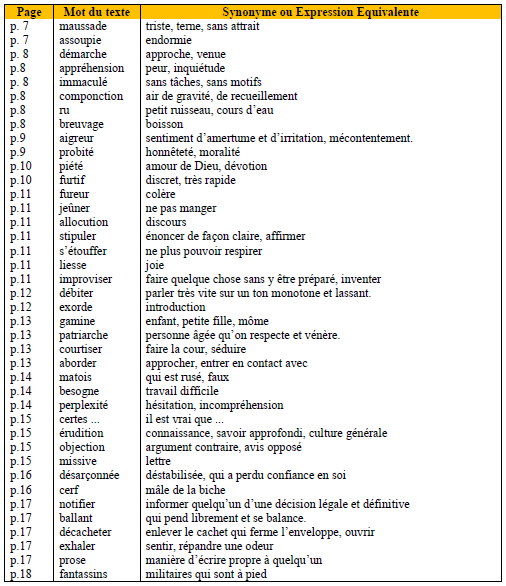 Page Mot du texte Synonyme ou Expression Equivalente
p. 7 maussade triste, terne, sans attrait
p. 7 assoupie endormie
p. 8 démarche approche, venue
p.8 appréhension peur, inquiétude
p. 8 immaculé sans tâches, sans motifs
p.8 componction air de gravité, de recueillement
p.8 ru petit ruisseau, cours d'eau
p.8 breuvage boisson
p.9 aigreur sentiment d'amertume et d'irritation, mécontentement.
p.9 probité honnêteté, moralité
p.10 piété amour de Dieu, dévotion
p.10 furtif discret, très rapide
p.11 fureur colère
p.11 jeûner ne pas manger
p.11 allocution discours
p.11 stipuler énoncer de façon claire, affirmer
p.11 s'étouffer ne plus pouvoir respirer
p.11 liesse joie
p.11 improviser faire quelque chose sans y être préparé, inventer
p.12 débiter parler très vite sur un ton monotone et lassant.
p.12 exorde introduction
p.13 gamine enfant, petite fille, môme
p.13 patriarche personne âgée qu'on respecte et vénère.
p.13 courtiser faire la cour, séduire
p.13 aborder approcher, entrer en contact avec
p.14 matois qui est rusé, faux
p.14 besogne travail difficile
p.14 perplexité hésitation, incompréhension
p.15 certes ... il est vrai que ...
p.15 érudition connaissance, savoir approfondi, culture générale
p.15 objection argument contraire, avis opposé
p.15 missive lettre
p.16 désarçonnée déstabilisée, qui a perdu confiance en soi
p.16 cerf mâle de la biche
p.17 notifier informer quelqu'un d'une décision légale et définitive
p.17 ballant qui pend librement et se balance.
p.17 décacheter enlever le cachet qui ferme l'enveloppe, ouvrir
p.17 exhaler sentir, répandre une odeur
p.17 prose manière d'écrire propre à quelqu'un
p.18 fantassins militaires qui sont à pied